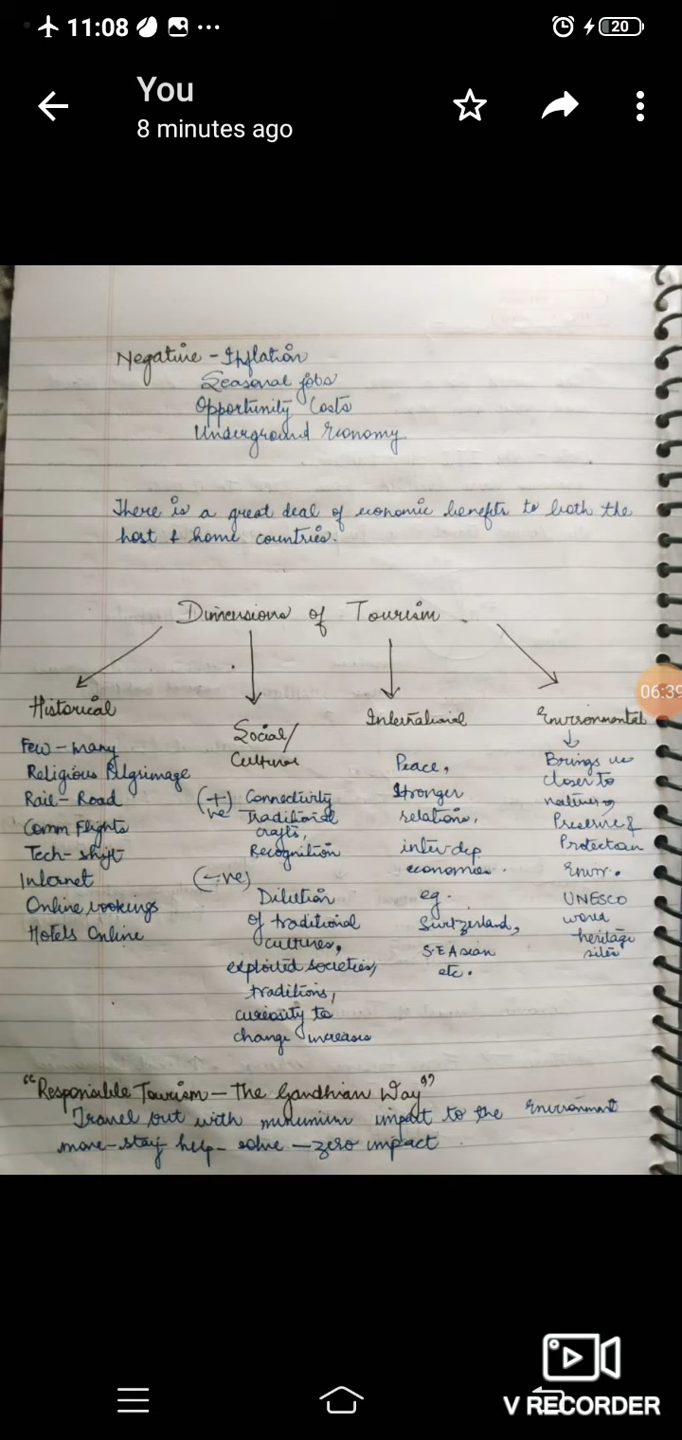 11:08
20
You
8 minutes ago
Negative - Inflation
Seasonal jobs
Opportunity Costs
Underground Economy
There is a great deal of economic benefits to both the
host & home countries.
Dimensions of Tourism
06:39
Historical
Few - many
Religious Pilgrimage
Rail - Road
Comm Flights
Tech - shift
Internet
Online bookings
Hotels Online
Social/
Cultural
(+)ve Connectivity
Traditional
crafts,
Recognition
(-ve)
Dilution
of traditional
cultures,
exploited societies,
traditions,
curiosity to
change increases
International
Peace,
Stronger
relations,
inter dep
economies.
eg.
Switzerland,
S.E Asian
etc.
Environmental
Brings us
closer to
nature,
Preserve &
Protection
Envr.
UNESCO
world
heritage
sites
"Responsible Tourism - The Gandhian Way"
Travel but with minimum impact to the Environment
move - stay help - solve - zero impact
V RECORDER